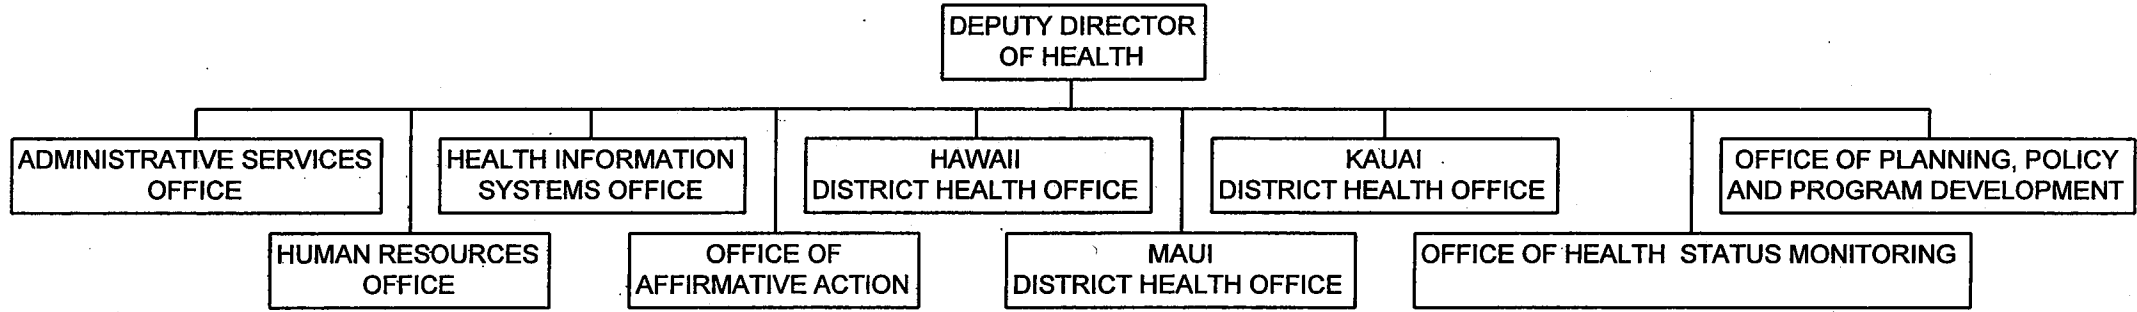 DEPUTY DIRECTOR
OF HEALTH
ADMINISTRATIVE SERVICES
OFFICE
HEALTH INFORMATION
SYSTEMS OFFICE
HAWAII
DISTRICT HEALTH OFFICE
KAUAI
DISTRICT HEALTH OFFICE
OFFICE OF PLANNING, POLICY
AND PROGRAM DEVELOPMENT
HUMAN RESOURCES
OFFICE
OFFICE OF
AFFIRMATIVE ACTION
MAUI
DISTRICT HEALTH OFFICE
OFFICE OF HEALTH STATUS MONITORING